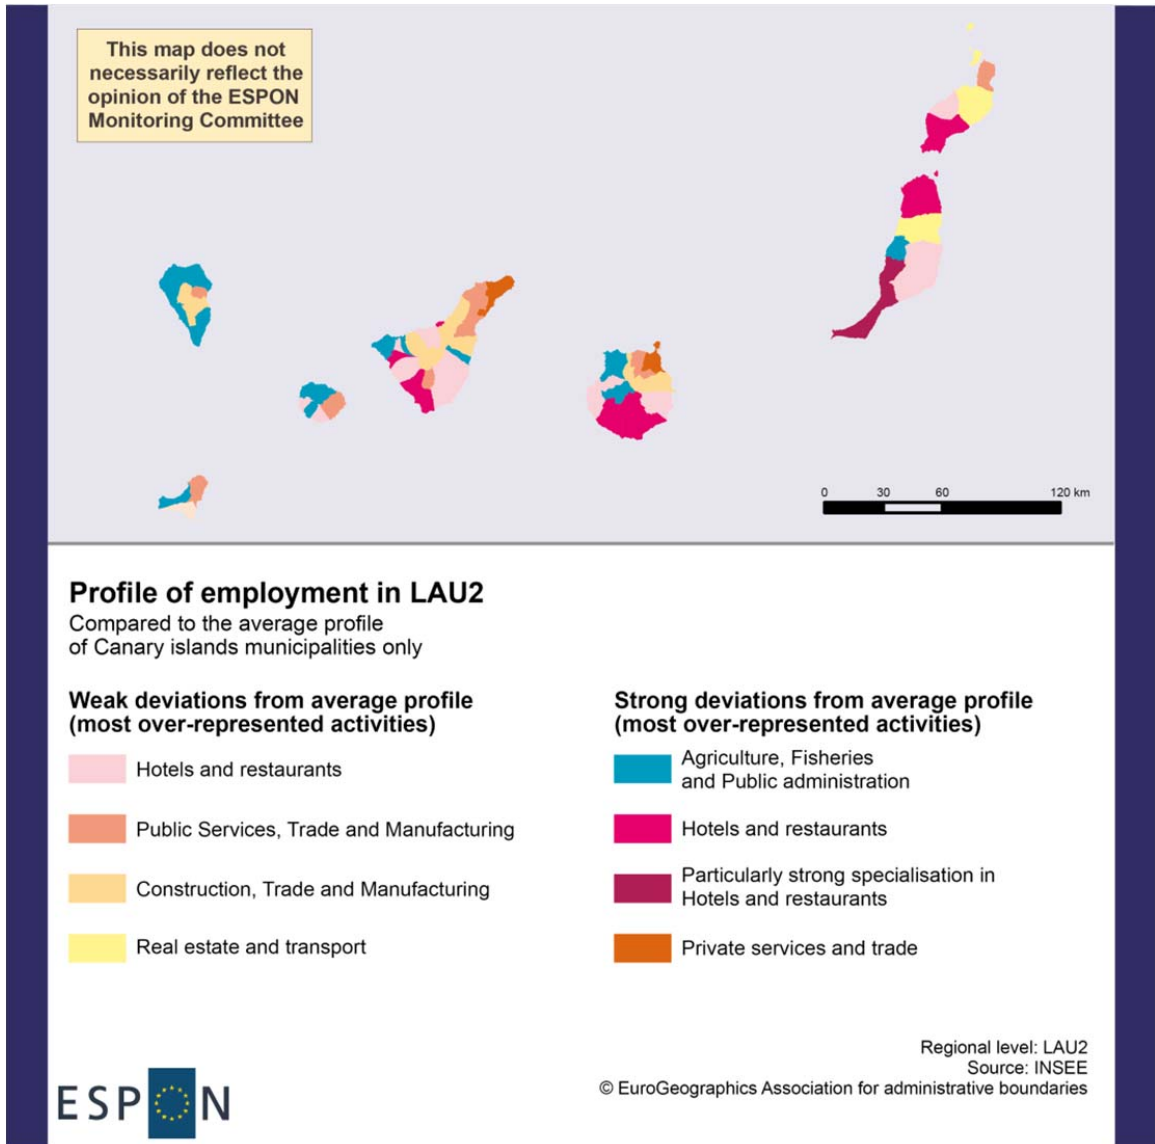 This map does not
necessarily reflect the
opinion of the ESPON
Monitoring Committee
0 30 60 120 km
Profile of employment in LAU2
Compared to the average profile
of Canary islands municipalities only
Weak deviations from average profile
(most over-represented activities)
Hotels and restaurants
Public Services, Trade and Manufacturing
Construction, Trade and Manufacturing
Real estate and transport
Strong deviations from average profile
(most over-represented activities)
Agriculture, Fisheries
and Public administration
Hotels and restaurants
Particularly strong specialisation in
Hotels and restaurants
Private services and trade
Regional level: LAU2
Source: INSEE
© EuroGeographics Association for administrative boundaries
ESPON